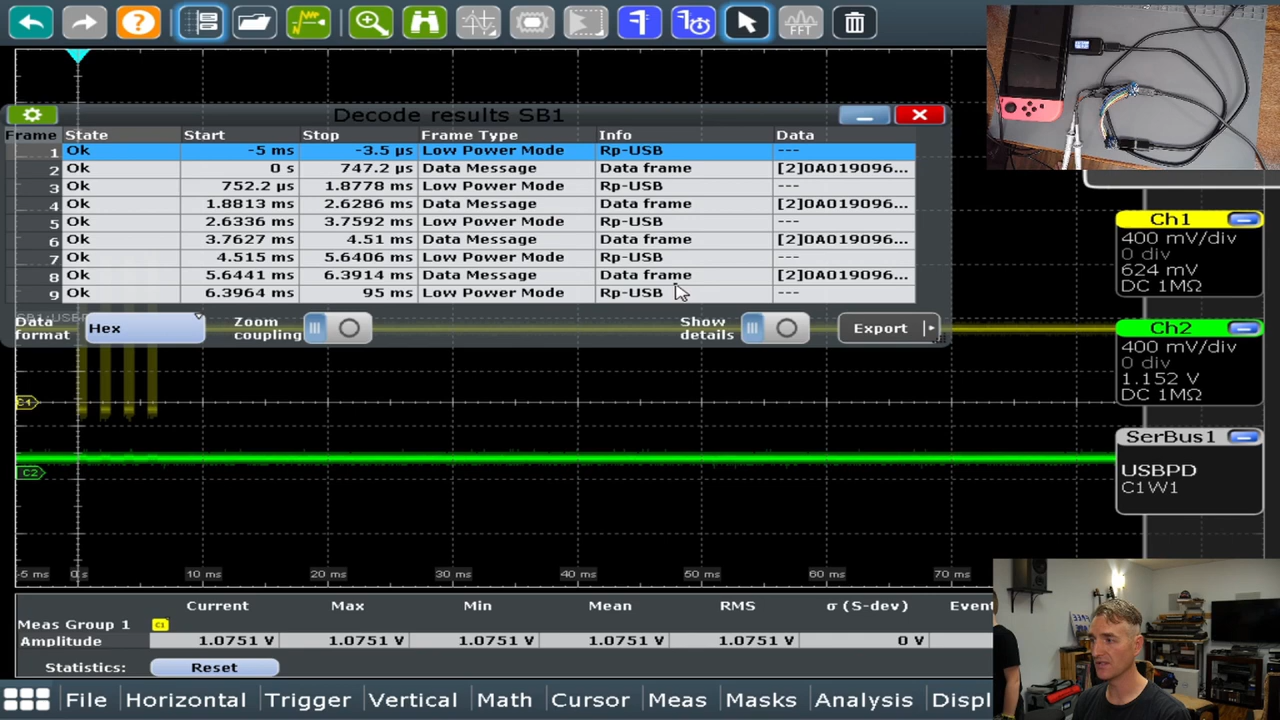 FFT
Decode results SB1
Frame State Start Stop Frame Type Info Data
1 Ok -5 ms -3.5 µs Low Power Mode Rp-USB ---
2 Ok 0 s 747.2 µs Data Message Data frame [2]0A019096...
3 Ok 752.2 µs 1.8778 ms Low Power Mode Rp-USB ---
4 Ok 1.8813 ms 2.6286 ms Data Message Data frame [2]0A019096...
5 Ok 2.6336 ms 3.7592 ms Low Power Mode Rp-USB ---
6 Ok 3.7627 ms 4.51 ms Data Message Data frame [2]0A019096...
7 Ok 4.515 ms 5.6406 ms Low Power Mode Rp-USB ---
8 Ok 5.6441 ms 6.3914 ms Data Message Data frame [2]0A019096...
9 Ok 6.3964 ms 95 ms Low Power Mode Rp-USB ---
Data format Hex Zoom coupling Show details Export
Ch1
400 mV/div
0 div
624 mV
DC 1MΩ
Ch2
400 mV/div
0 div
1.152 V
DC 1MΩ
SerBus1
USBPD
C1W1
C1
C2
-5 ms 0 s 10 ms 20 ms 30 ms 40 ms 50 ms 60 ms 70 ms
Current Max Min Mean RMS σ (S-dev) Event
Meas Group 1 C1
Amplitude 1.0751 V 1.0751 V 1.0751 V 1.0751 V 1.0751 V 0 V
Statistics: Reset
File Horizontal Trigger Vertical Math Cursor Meas Masks Analysis Displ